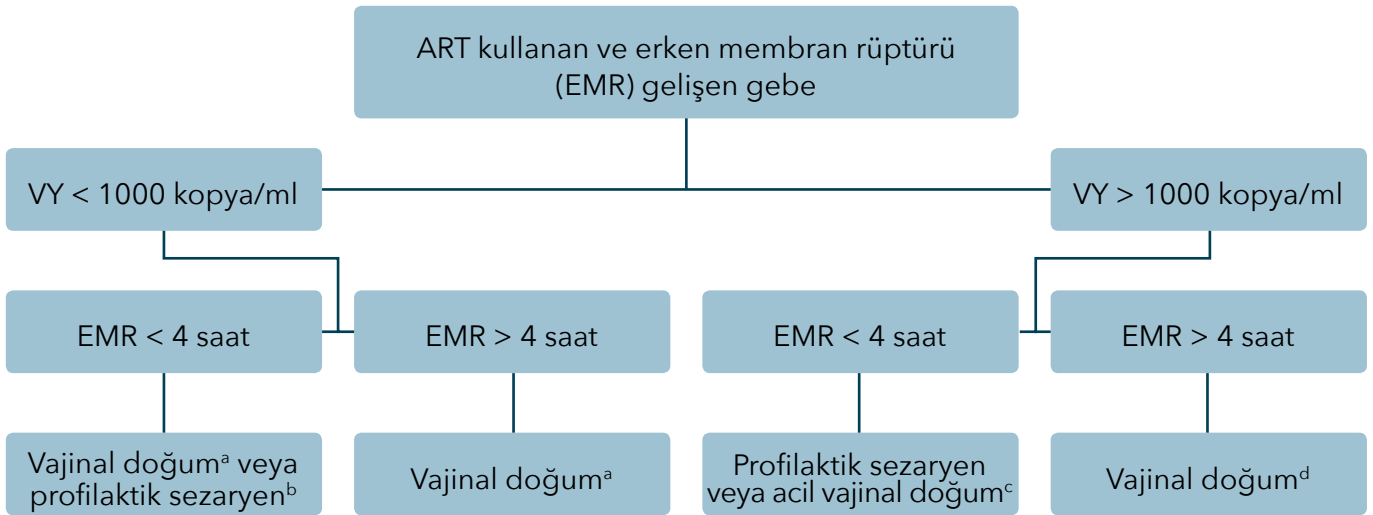 ART kullanan ve erken membran rüptürü
(EMR) gelişen gebe
VY < 1000 kopya/ml
VY > 1000 kopya/ml
EMR < 4 saat
EMR > 4 saat
EMR < 4 saat
EMR > 4 saat
Vajinal doğumᵃ veya
profilaktik sezaryenᵇ
Vajinal doğumᵃ
Profilaktik sezaryen
veya acil vajinal doğumᶜ
Vajinal doğumᵈ